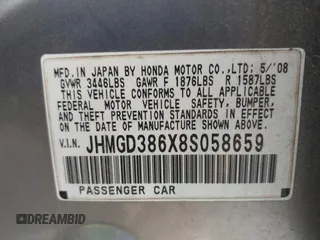 MFD. IN JAPAN BY HONDA MOTOR CO.,LTD. 5/'08
GVWR 3446LBS GAWR F 1876LBS R 1587LBS
THIS VEHICLE CONFORMS TO ALL APPLICABLE
FEDERAL MOTOR VEHICLE SAFETY, BUMPER,
AND THEFT PREVENTION STANDARDS IN EFFECT
ON THE DATE OF MANUFACTURE SHOWN ABOVE.
V.I.N. JHMGD386X8S058659
PASSENGER CAR
DREAMBID